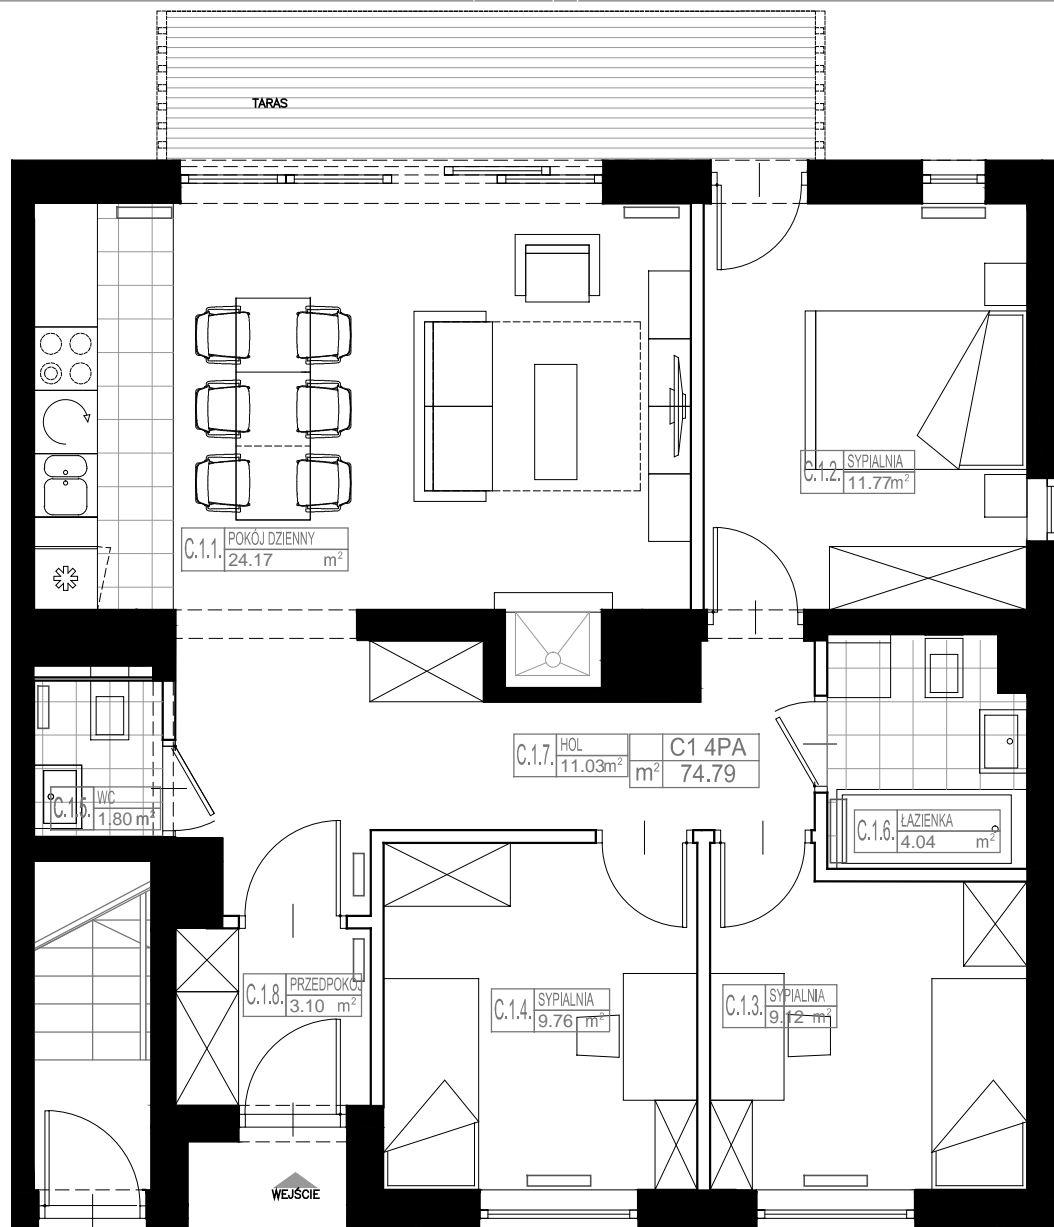 TARAS
C.1.1. POKÓJ DZIENNY
24.17 m²
C.1.2. SYPIALNIA
11.77m²
C.1.7. HOL
11.03m²
C1 4PA
m² 74.79
C.1.5. WC
1.80 m²
C.1.6. ŁAZIENKA
4.04 m²
C.1.8. PRZEDPOKÓJ
3.10 m²
C.1.4. SYPIALNIA
9.76 m²
C.1.3. SYPIALNIA
9.12 m²
WEJŚCIE